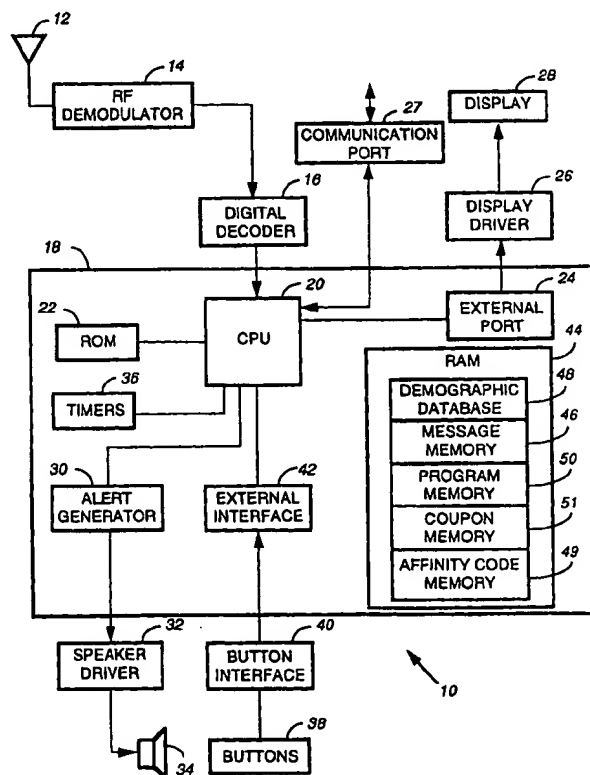 12
14
RF
DEMODULATOR
28
DISPLAY
27
COMMUNICATION
PORT
16
DIGITAL
DECODER
26
DISPLAY
DRIVER
18
20
CPU
24
EXTERNAL
PORT
22
ROM
36
TIMERS
RAM
44
DEMOGRAPHIC
DATABASE
48
MESSAGE
MEMORY
46
PROGRAM
MEMORY
50
COUPON
MEMORY
51
AFFINITY CODE
MEMORY
49
30
ALERT
GENERATOR
42
EXTERNAL
INTERFACE
32
SPEAKER
DRIVER
40
BUTTON
INTERFACE
10
34
38
BUTTONS